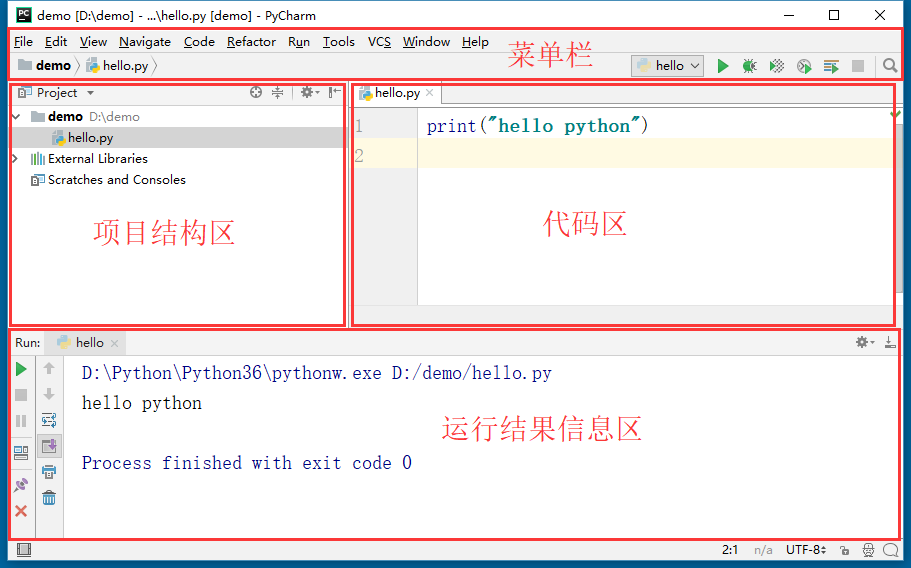 demo [D:\demo] - ...\hello.py [demo] - PyCharm
File Edit View Navigate Code Refactor Run Tools VCS Window Help
菜单栏
demo hello.py hello
Project
hello.py
demo D:\demo
hello.py
External Libraries
Scratches and Consoles
项目结构区
1 print("hello python")
2
代码区
Run: hello
D:\Python\Python36\pythonw.exe D:/demo/hello.py
hello python
运行结果信息区
Process finished with exit code 0
2:1 n/a UTF-8